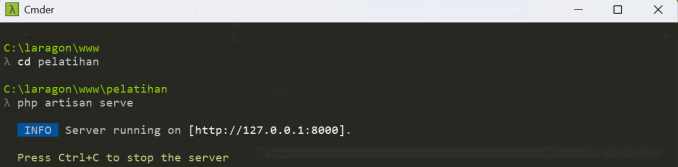 λ Cmder
C:\laragon\www
λ cd pelatihan
C:\laragon\www\pelatihan
λ php artisan serve
INFO Server running on [http://127.0.0.1:8000].
Press Ctrl+C to stop the server